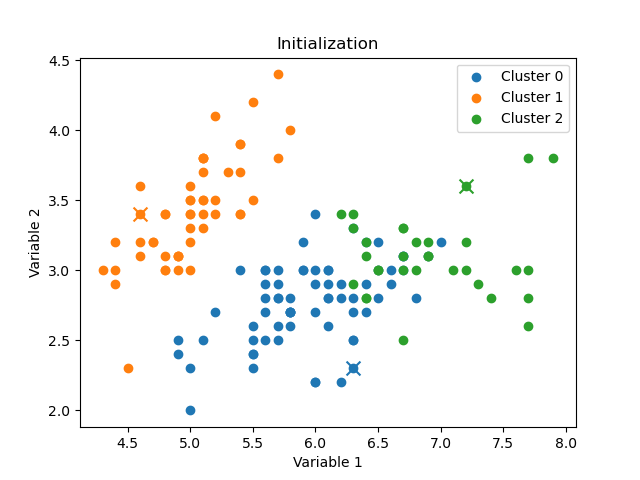 Initialization
Cluster 0
Cluster 1
Cluster 2
4.5
4.0
3.5
3.0
2.5
2.0
Variable 2
4.5 5.0 5.5 6.0 6.5 7.0 7.5 8.0
Variable 1